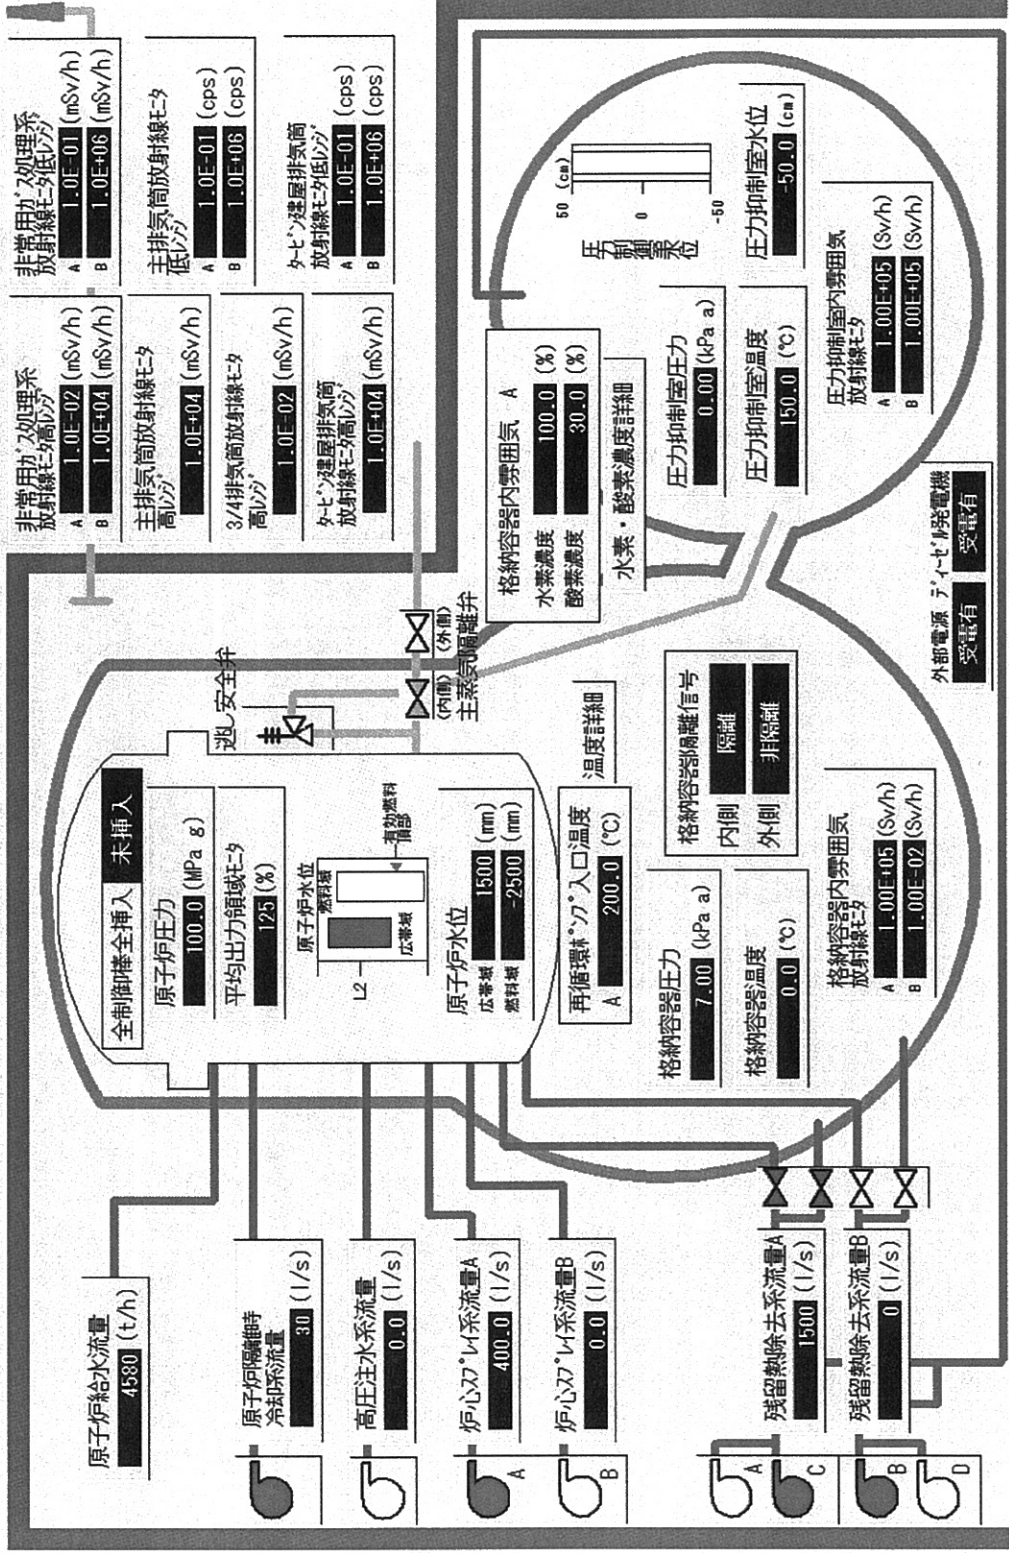 原子炉給水流量
4580 (t/h)
原子炉隔離時
冷却系流量
30 (l/s)
高圧注水系流量
0.0 (l/s)
炉心スプレイ系流量A
400.0 (l/s)
A
炉心スプレイ系流量B
0.0 (l/s)
B
残留熱除去系流量A
1500 (l/s)
A
C
残留熱除去系流量B
0 (l/s)
B
D
全制御棒全挿入 未挿入
原子炉圧力
100.0 (MPa g)
平均出力領域モニタ
125 (%)
原子炉水位
燃料域
広帯域
L2
有効燃料
頂部
原子炉水位
広帯域 1500 (mm)
燃料域 -2500 (mm)
再循環ポンプ入口温度
A 200.0 (℃)
温度詳細
逃し安全弁
(内側) (外側)
主蒸気隔離弁
格納容器圧力
7.00 (kPa a)
格納容器温度
0.0 (℃)
格納容器隔離信号
内側 隔離
外側 非隔離
格納容器内雰囲気
放射線モニタ
A 1.00E+05 (Sv/h)
B 1.00E-02 (Sv/h)
外部電源 ディーゼル発電機
受電有 受電有
格納容器内雰囲気 A
水素濃度 100.0 (%)
酸素濃度 30.0 (%)
水素・酸素濃度詳細
圧力抑制室圧力
0.00 (kPa a)
圧力抑制室温度
150.0 (℃)
50 (cm)
0
-50
圧力抑制室水位
-50.0 (cm)
圧力抑制室内雰囲気
放射線モニタ
A 1.00E+05 (Sv/h)
B 1.00E+05 (Sv/h)
非常用ガス処理系
放射線モニタ高レンジ
A 1.0E-02 (mSv/h)
B 1.0E+04 (mSv/h)
非常用ガス処理系
放射線モニタ低レンジ
A 1.0E-01 (mSv/h)
B 1.0E+06 (mSv/h)
主排気筒放射線モニタ
高レンジ
1.0E+04 (mSv/h)
主排気筒放射線モニタ
低レンジ
A 1.0E-01 (cps)
B 1.0E+06 (cps)
3/4排気筒放射線モニタ
高レンジ
1.0E-02 (mSv/h)
タービン建屋排気筒
放射線モニタ高レンジ
1.0E+04 (mSv/h)
タービン建屋排気筒
放射線モニタ低レンジ
A 1.0E-01 (cps)
B 1.0E+06 (cps)